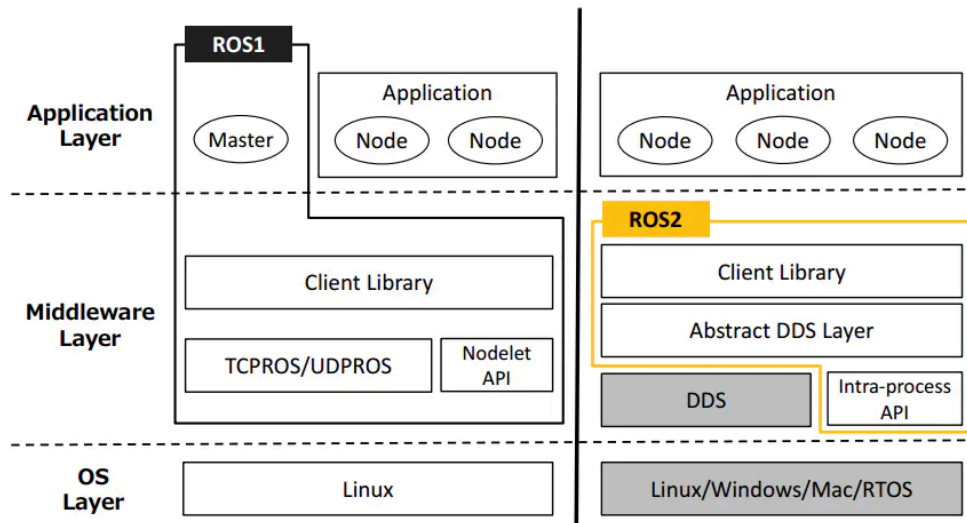 ROS1
Application
Layer
Master
Application
Node
Node
Application
Node
Node
Node
ROS2
Middleware
Layer
Client Library
TCPROS/UDPROS
Nodelet
API
Client Library
Abstract DDS Layer
DDS
Intra-process
API
OS
Layer
Linux
Linux/Windows/Mac/RTOS